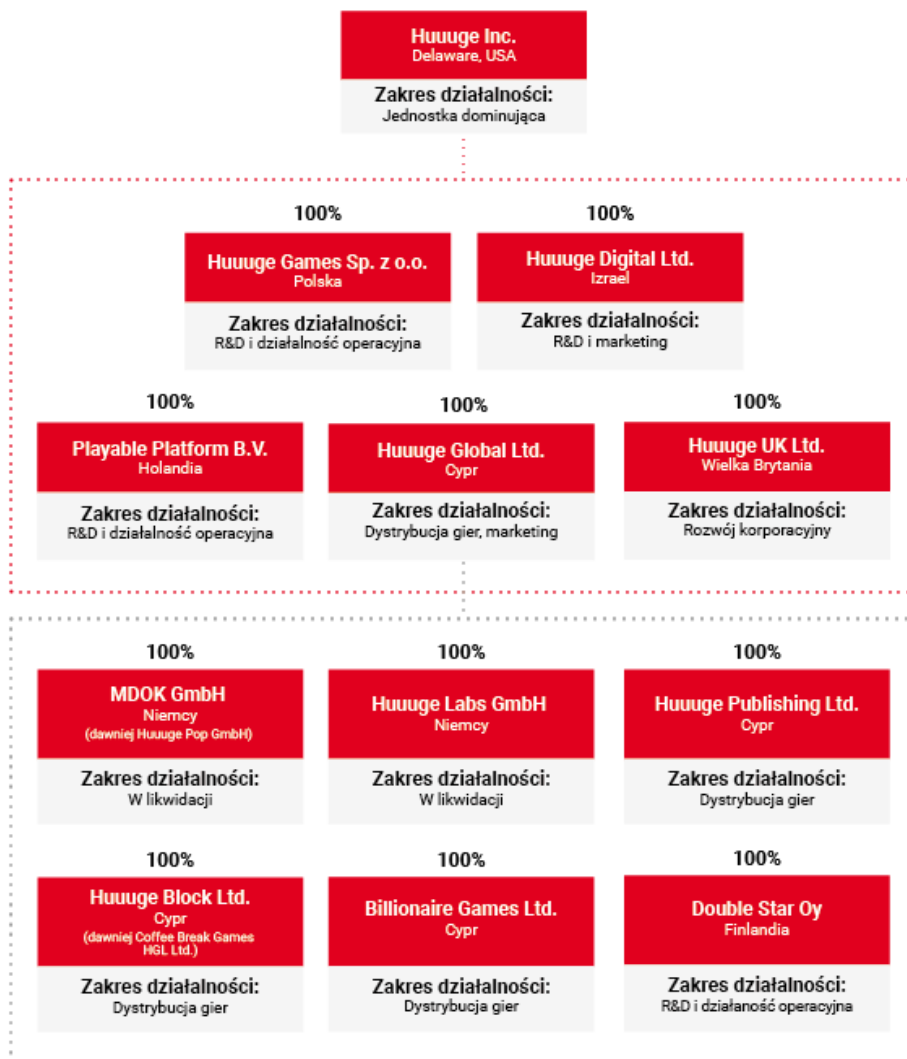 Huuuge Inc.
Delaware, USA
Zakres działalności:
Jednostka dominująca
100%
Huuuge Games Sp. z o.o.
Polska
Zakres działalności:
R&D i działalność operacyjna
100%
Huuuge Digital Ltd.
Izrael
Zakres działalności:
R&D i marketing
100%
Playable Platform B.V.
Holandia
Zakres działalności:
R&D i działalność operacyjna
100%
Huuuge Global Ltd.
Cypr
Zakres działalności:
Dystrybucja gier, marketing
100%
Huuuge UK Ltd.
Wielka Brytania
Zakres działalności:
Rozwój korporacyjny
100%
MDOK GmbH
Niemcy
(dawniej Huuuge Pop GmbH)
Zakres działalności:
W likwidacji
100%
Huuuge Labs GmbH
Niemcy
Zakres działalności:
W likwidacji
100%
Huuuge Publishing Ltd.
Cypr
Zakres działalności:
Dystrybucja gier
100%
Huuuge Block Ltd.
Cypr
(dawniej Coffee Break Games
HGL Ltd.)
Zakres działalności:
Dystrybucja gier
100%
Billionaire Games Ltd.
Cypr
Zakres działalności:
Dystrybucja gier
100%
Double Star Oy
Finlandia
Zakres działalności:
R&D i działaność operacyjna